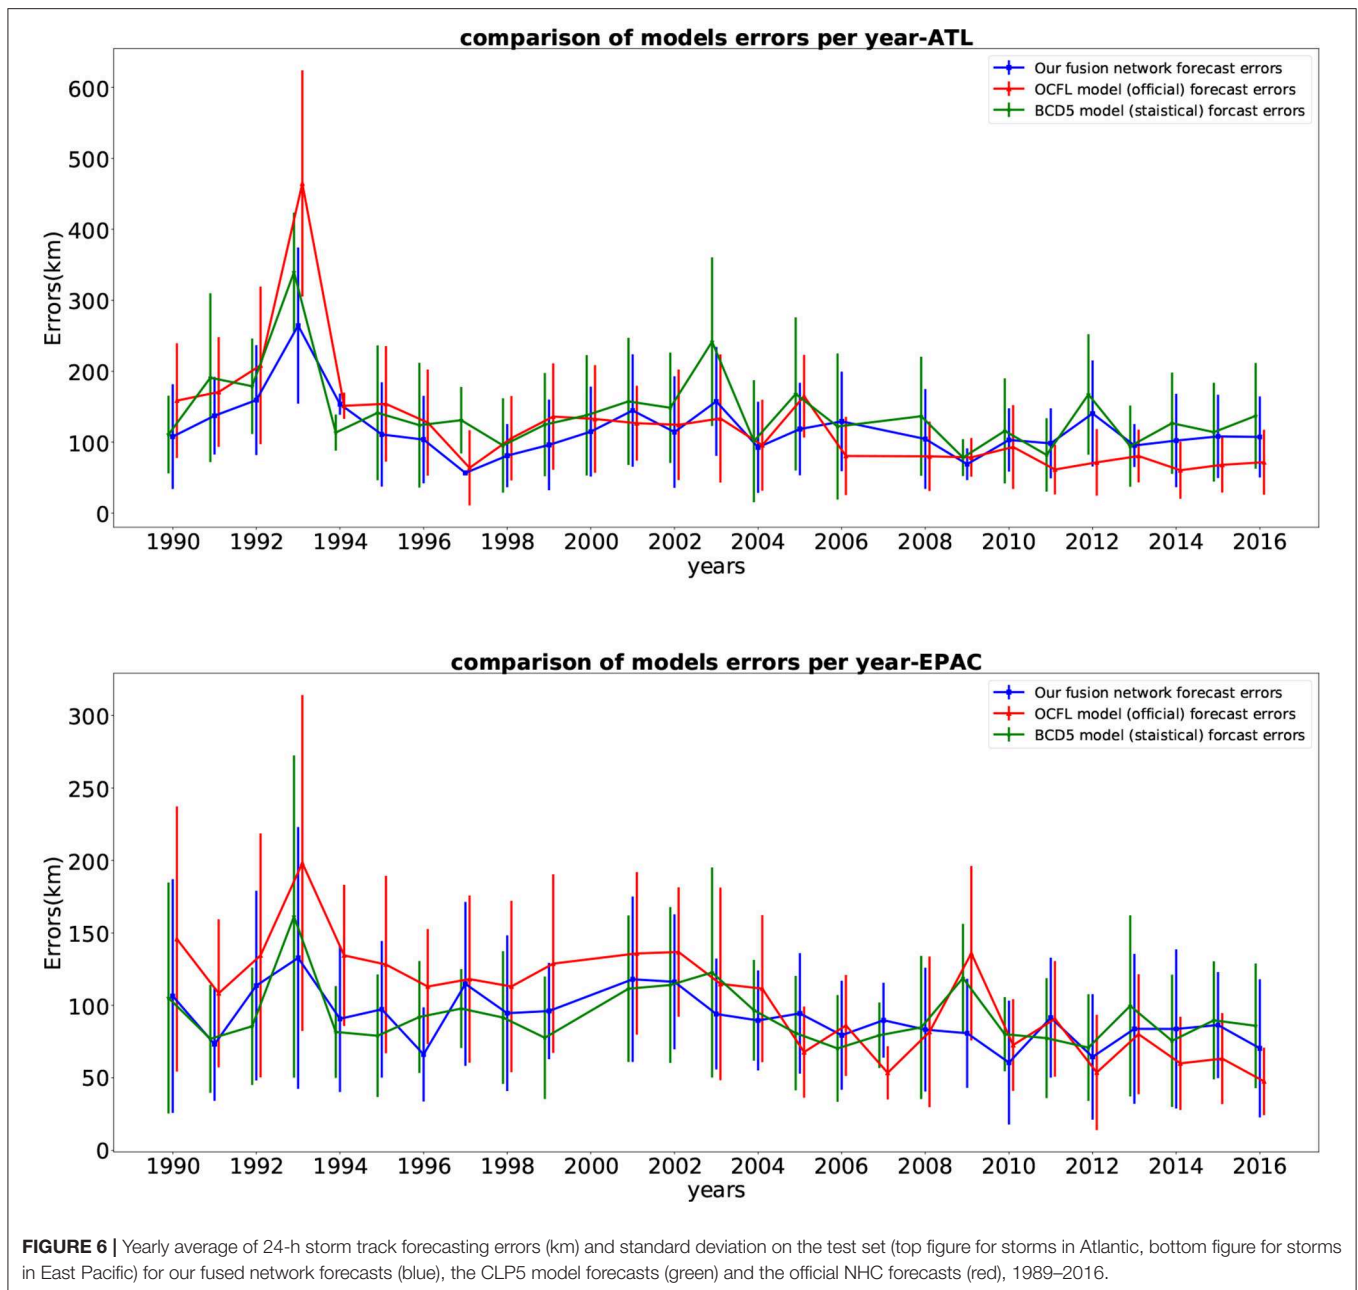 comparison of models errors per year-ATL
Our fusion network forecast errors
OCFL model (official) forecast errors
BCD5 model (staistical) forcast errors
600
500
400
300
200
100
0
Errors(km)
1990 1992 1994 1996 1998 2000 2002 2004 2006 2008 2010 2012 2014 2016
years
comparison of models errors per year-EPAC
Our fusion network forecast errors
OCFL model (official) forecast errors
BCD5 model (staistical) forcast errors
300
250
200
150
100
50
0
Errors(km)
1990 1992 1994 1996 1998 2000 2002 2004 2006 2008 2010 2012 2014 2016
years
FIGURE 6 | Yearly average of 24-h storm track forecasting errors (km) and standard deviation on the test set (top figure for storms in Atlantic, bottom figure for storms
in East Pacific) for our fused network forecasts (blue), the CLP5 model forecasts (green) and the official NHC forecasts (red), 1989–2016.